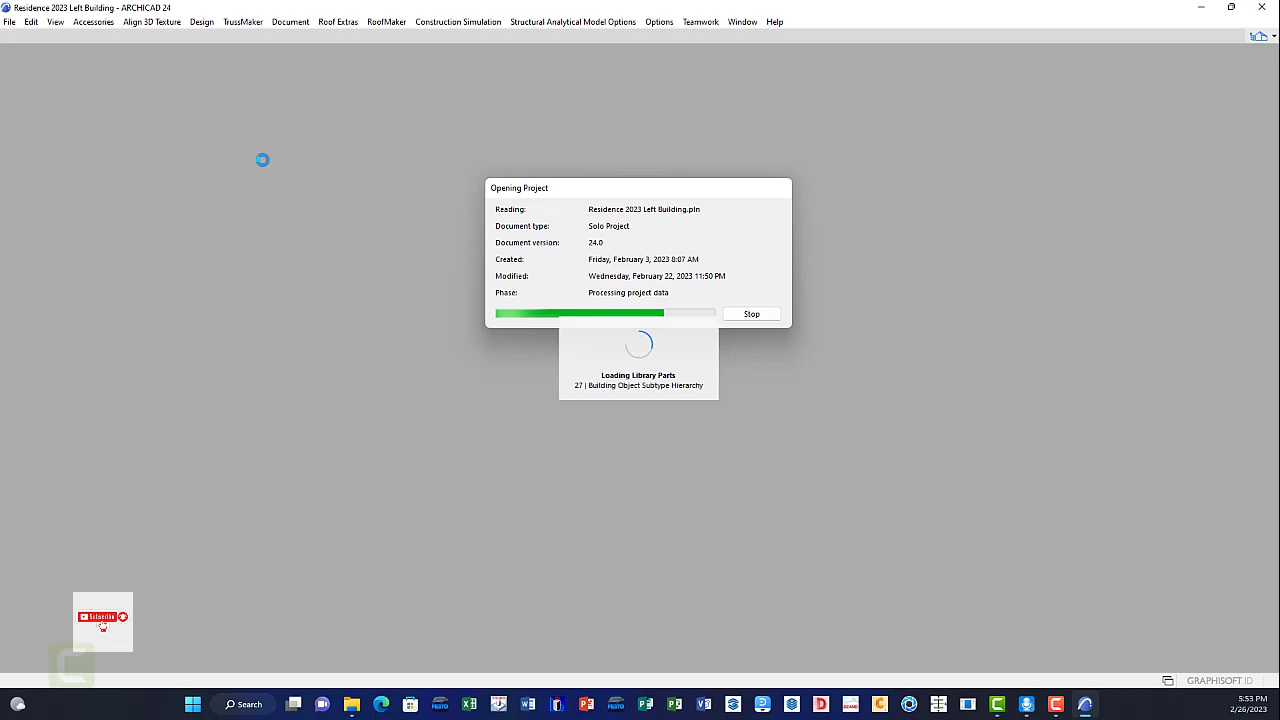 Residence 2023 Left Building - ARCHICAD 24
File Edit View Accessories Align 3D Texture Design TrussMaker Document Roof Extras RoofMaker Construction Simulation Structural Analytical Model Options Options Teamwork Window Help
Opening Project
Reading: Residence 2023 Left Building.pln
Document type: Solo Project
Document version: 24.0
Created: Friday, February 3, 2023 8:07 AM
Modified: Wednesday, February 22, 2023 11:50 PM
Phase: Processing project data
Stop
Loading Library Parts
27 | Building Object Subtype Hierarchy
Subscribe
GRAPHISOFT ID
Search
FESTO
FESTO
5:53 PM
2/26/2023